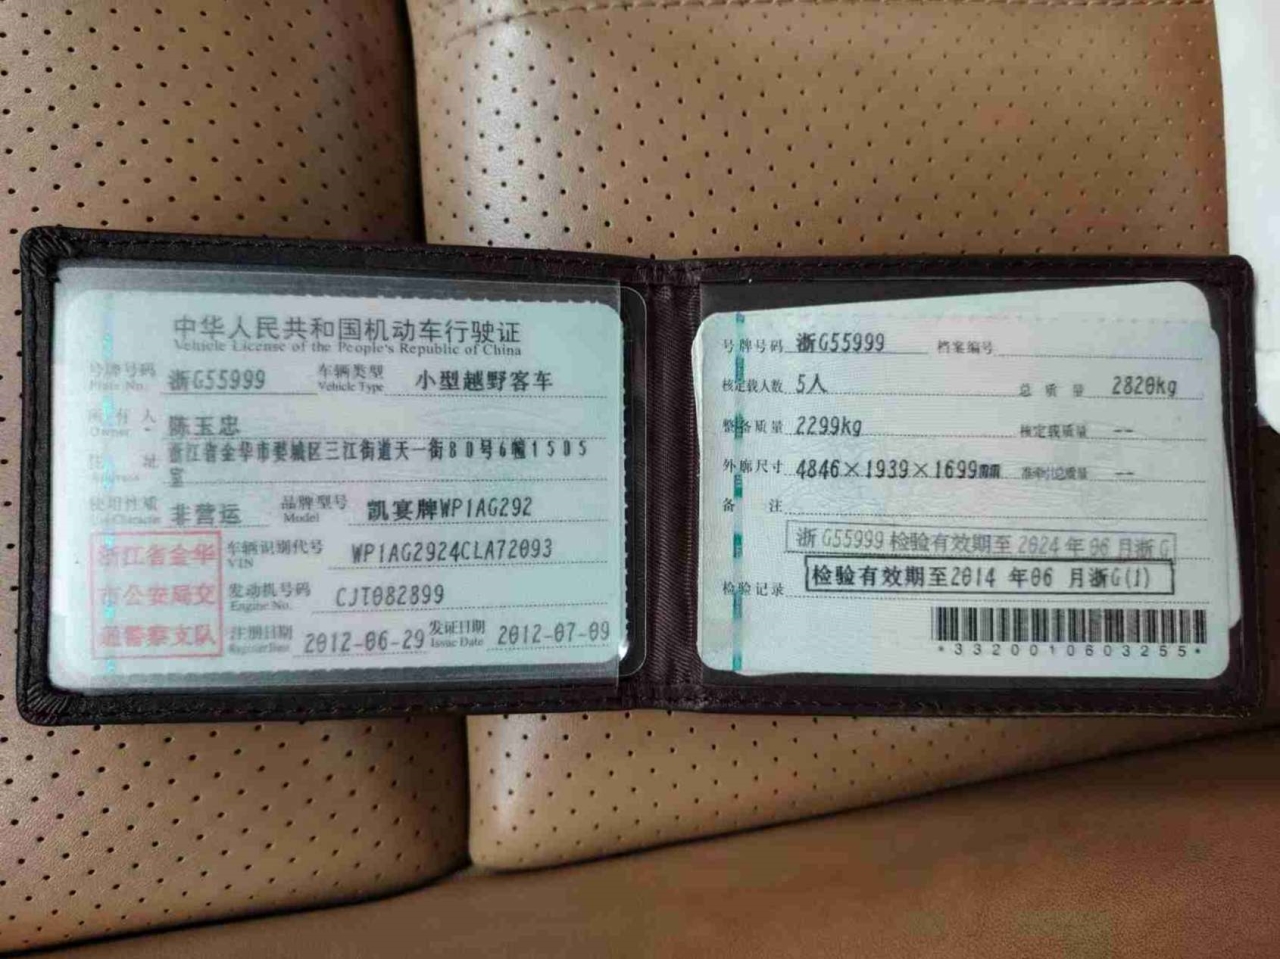 中华人民共和国机动车行驶证
Vehicle License of the People's Republic of China
号牌号码 浙G55999 车辆类型 小型越野客车
Plate No. Vehicle Type
所有人 陈玉忠
Owner
住址 浙江省金华市婺城区三江街道天一街80号6幢1505
室
Address
使用性质 非营运 品牌型号 凯宴牌WP1AG292
Use Character Model
浙江省金华
市公安局交
通警察支队
车辆识别代号 WP1AG2924CLA72093
VIN
发动机号码 CJT082899
Engine No.
注册日期 2012-06-29 发证日期 2012-07-09
Register Date Issue Date
号牌号码 浙G55999 档案编号
核定载人数 5人 总质量 2820kg
整备质量 2299kg 核定载质量 --
外廓尺寸 4846×1939×1699mm 准牵引总质量 --
备注
浙G55999 检验有效期至2024年06月浙G
检验记录 检验有效期至2014 年06 月浙G(1)
*3320010603255*